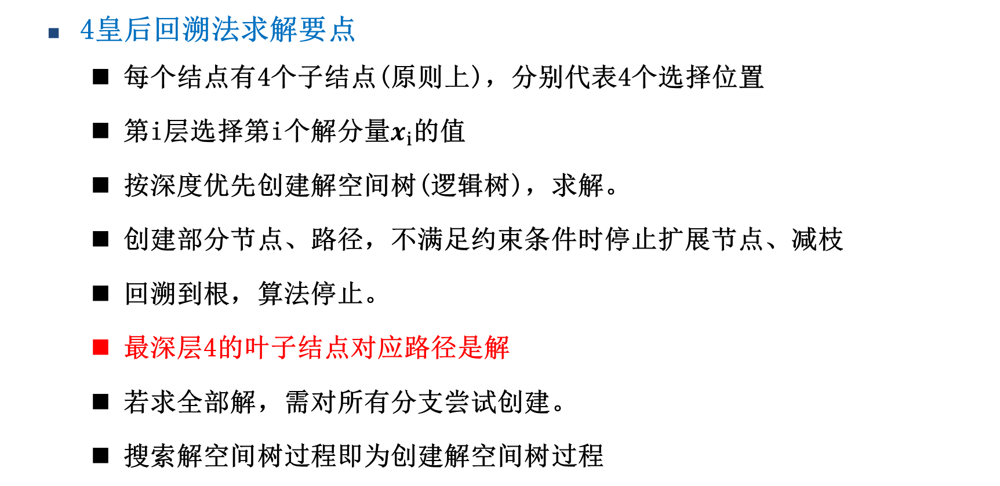 4皇后回溯法求解要点
每个结点有4个子结点(原则上)，分别代表4个选择位置
第i层选择第i个解分量xᵢ的值
按深度优先创建解空间树(逻辑树)，求解。
创建部分节点、路径，不满足约束条件时停止扩展节点、减枝
回溯到根，算法停止。
最深层4的叶子结点对应路径是解
若求全部解，需对所有分支尝试创建。
搜索解空间树过程即为创建解空间树过程